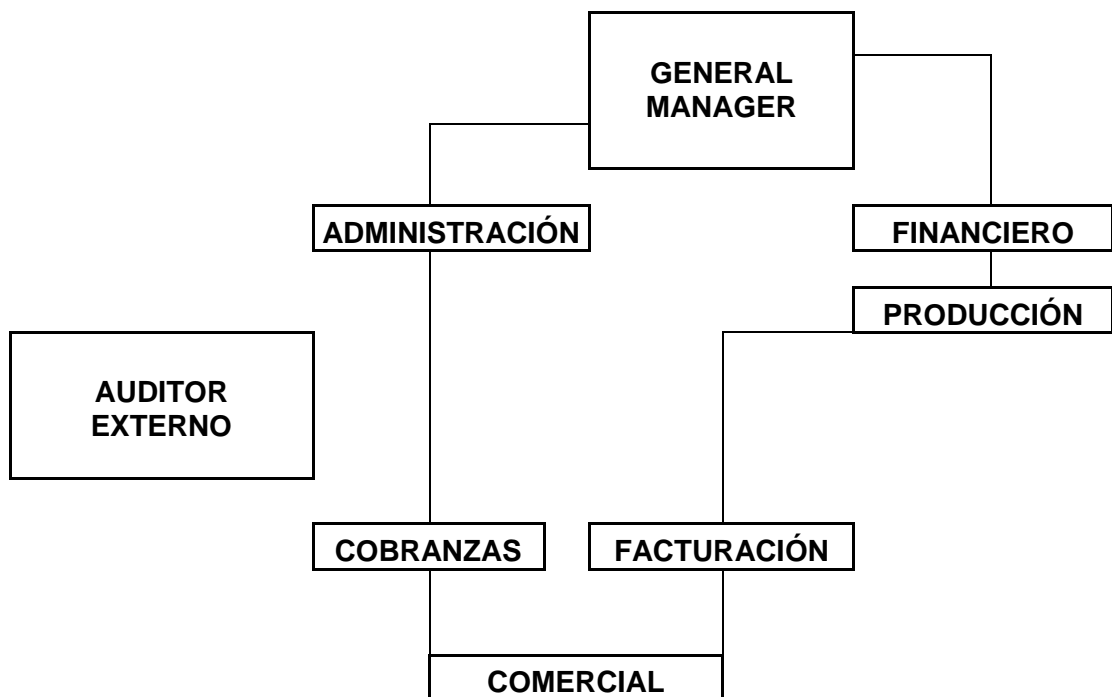 GENERAL
MANAGER
ADMINISTRACIÓN
FINANCIERO
PRODUCCIÓN
AUDITOR
EXTERNO
COBRANZAS
FACTURACIÓN
COMERCIAL